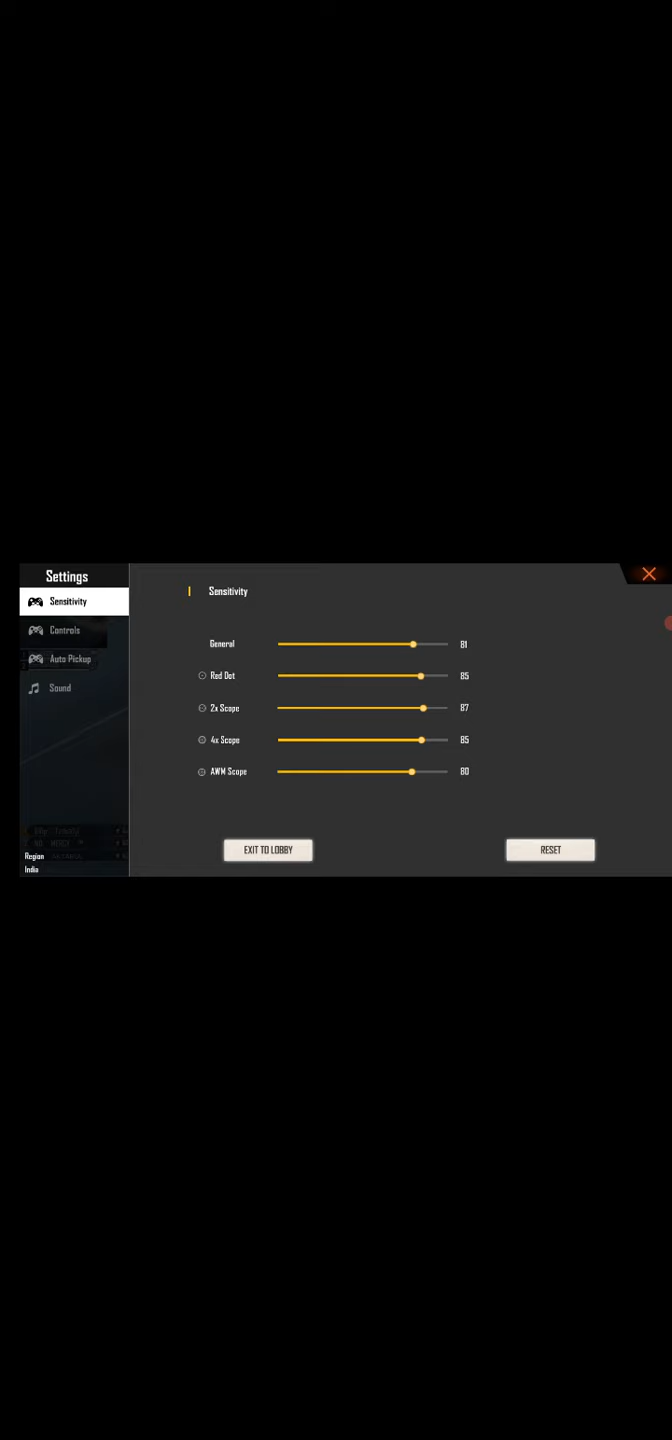 Settings
Sensitivity
Controls
Auto Pickup
Sound
Region
India
Sensitivity
General 81
Red Dot 85
2x Scope 87
4x Scope 85
AWM Scope 80
EXIT TO LOBBY
RESET